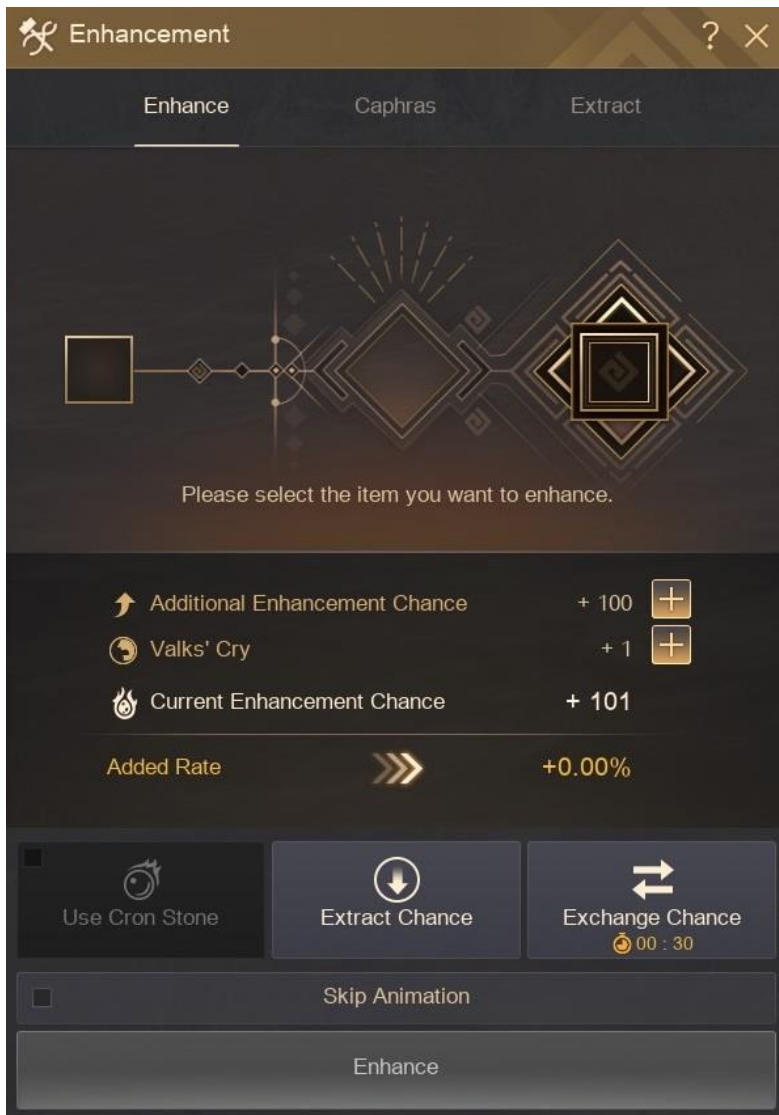 Enhancement
? ×
Enhance Caphras Extract
Please select the item you want to enhance.
Additional Enhancement Chance + 100 +
Valks' Cry + 1 +
Current Enhancement Chance + 101
Added Rate +0.00%
Use Cron Stone Extract Chance Exchange Chance
00 : 30
Skip Animation
Enhance